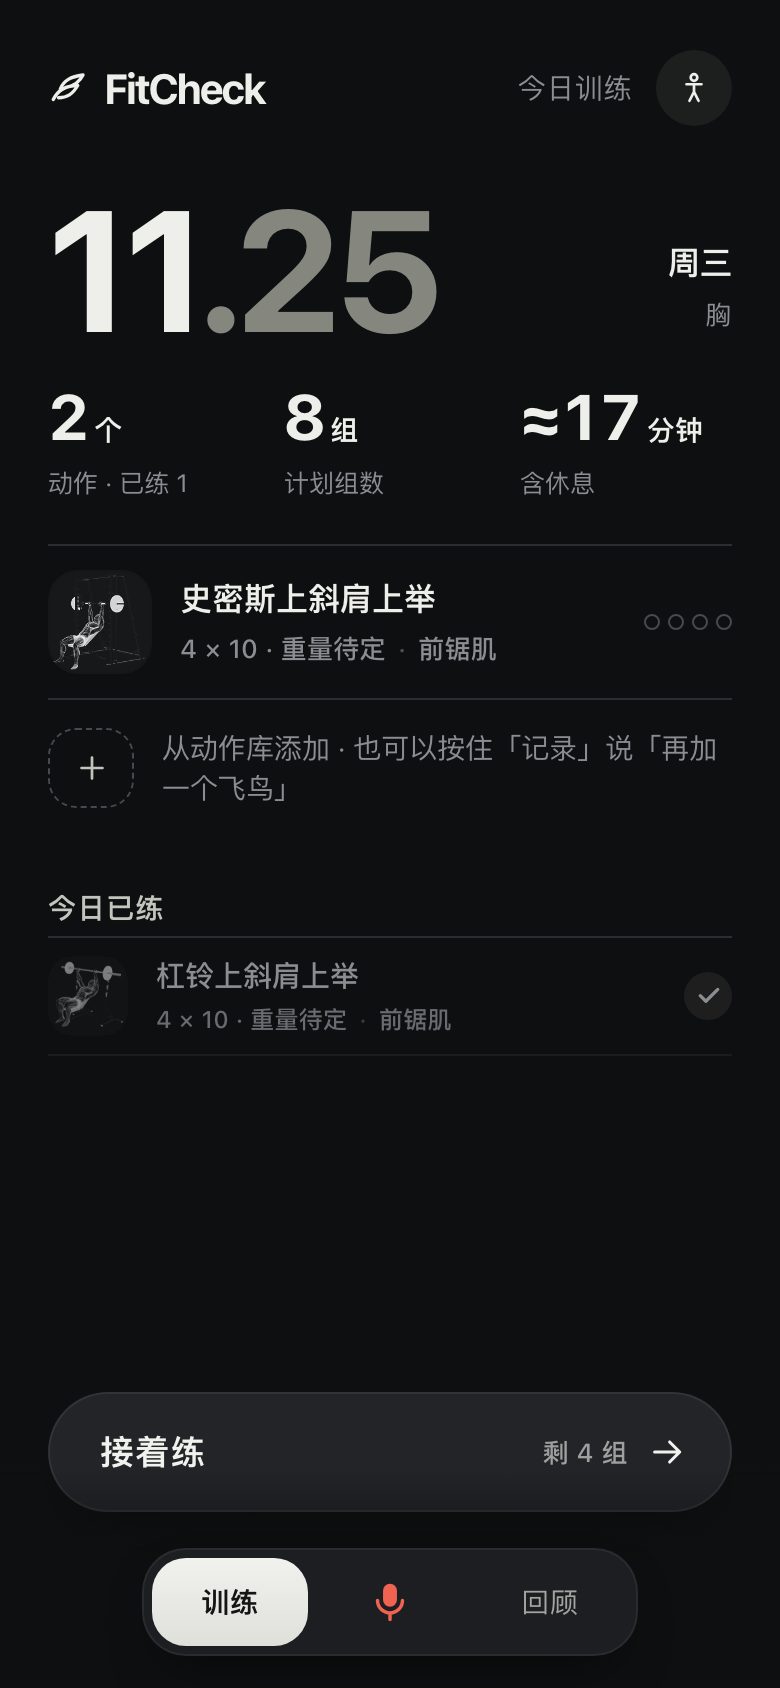 FitCheck
今日训练
11.25
周三
胸
2个
8组
≈17分钟
动作 · 已练 1
计划组数
含休息
史密斯上斜肩上举
4 × 10 · 重量待定 · 前锯肌
从动作库添加 · 也可以按住「记录」说「再加
一个飞鸟」
今日已练
杠铃上斜肩上举
4 × 10 · 重量待定 · 前锯肌
接着练
剩 4 组
训练
回顾